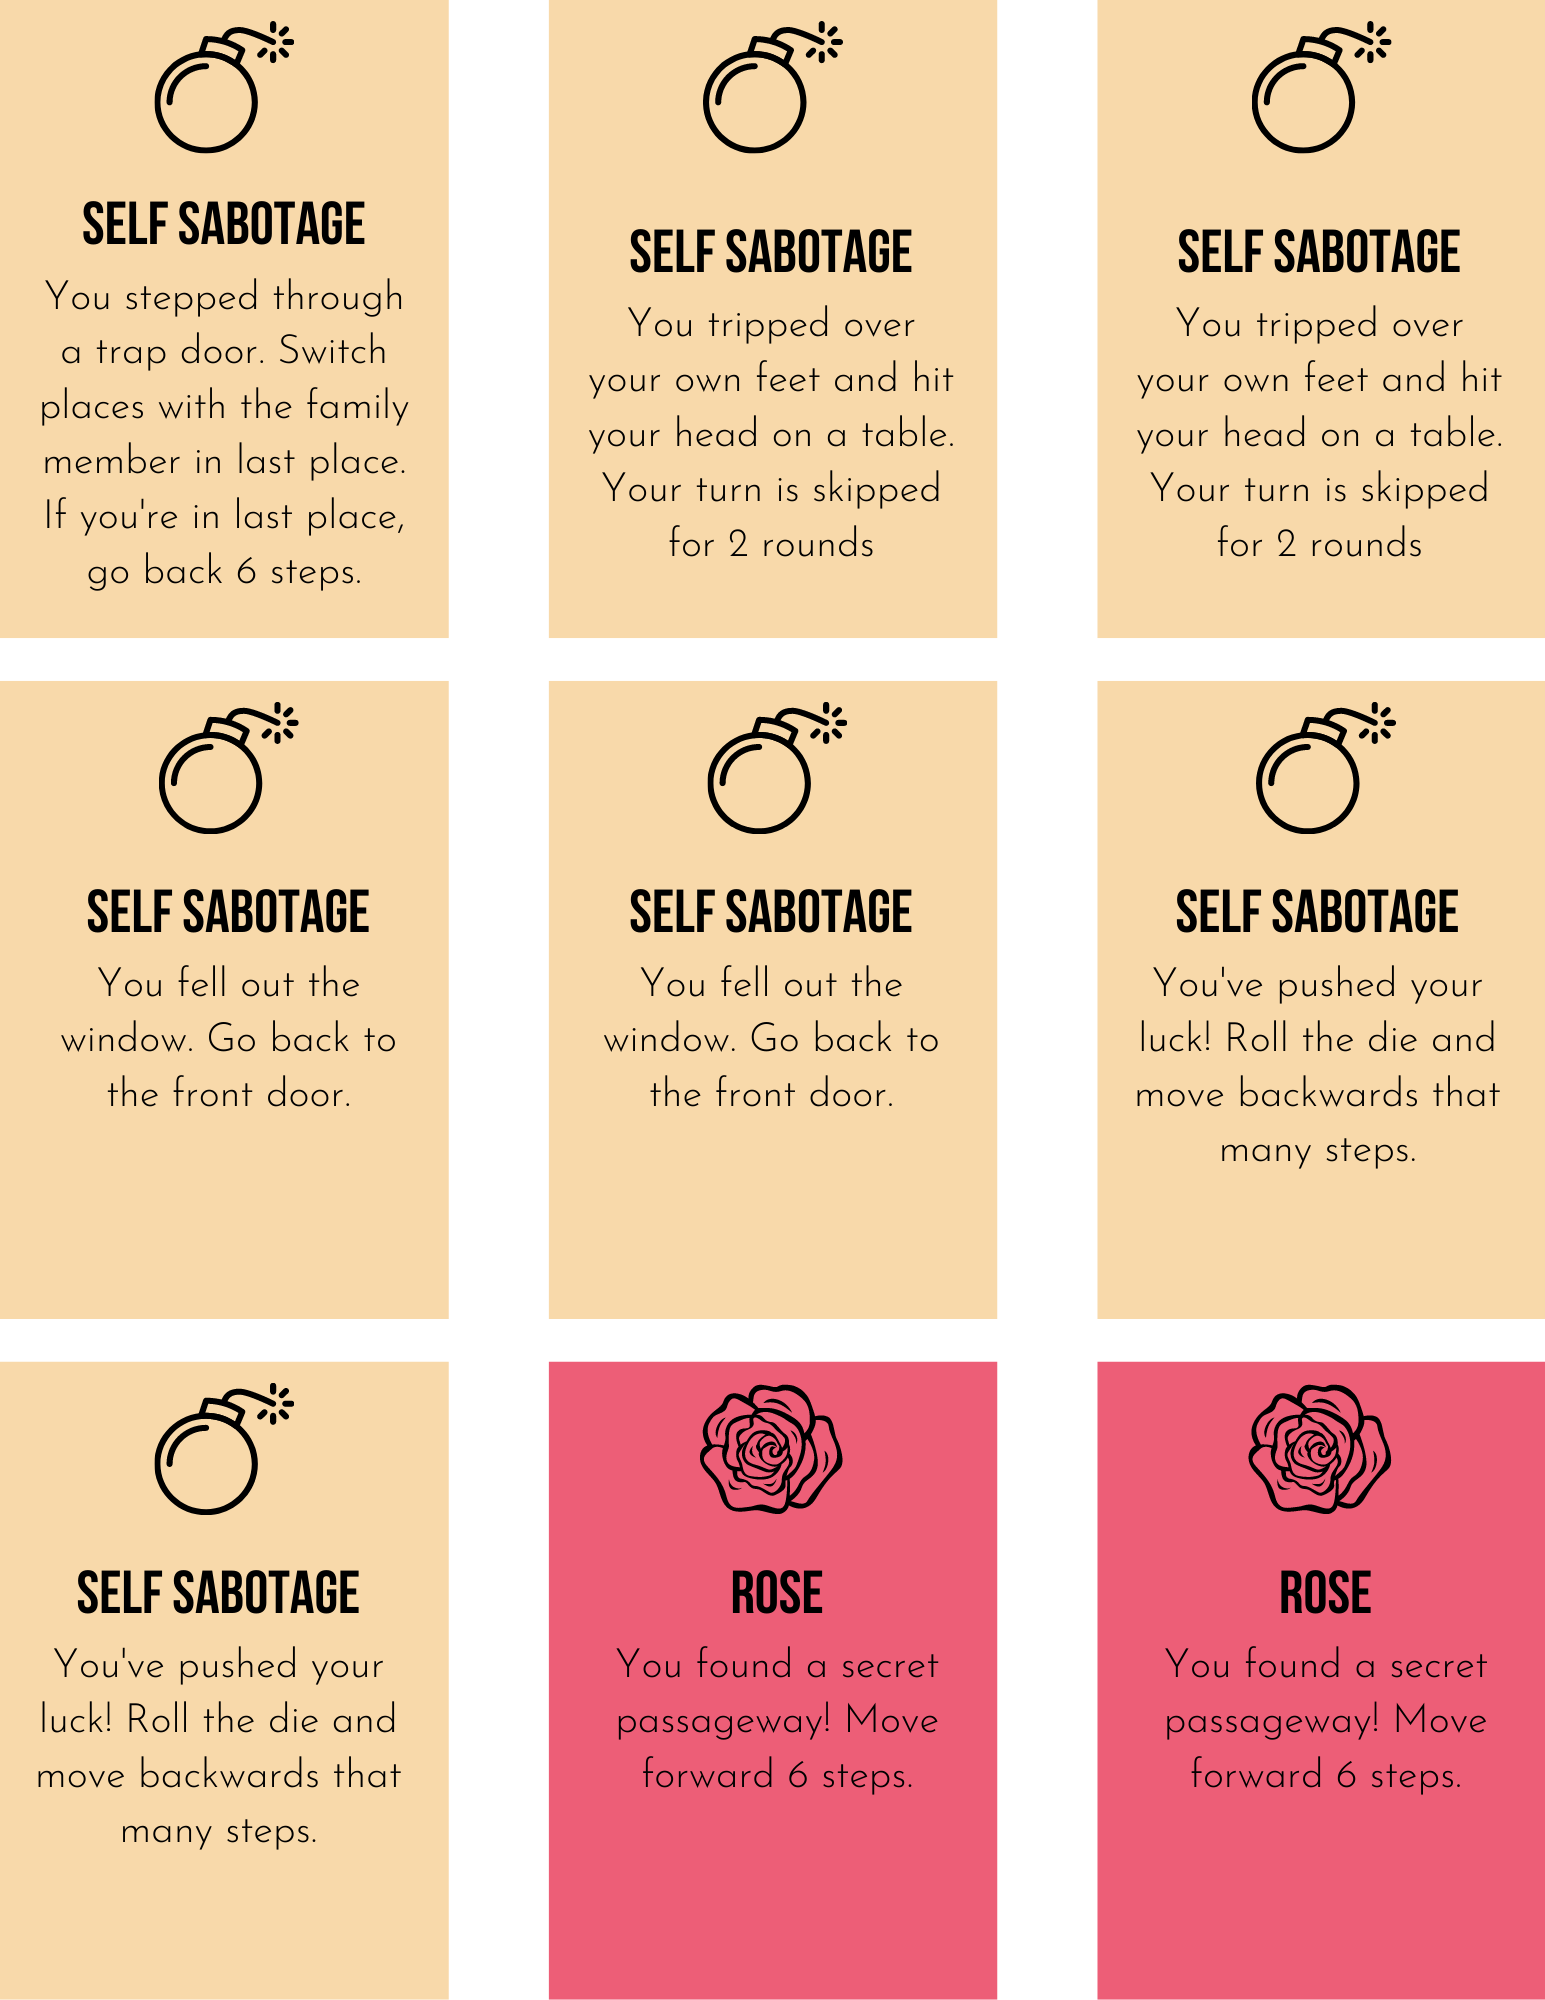 SELF SABOTAGE
You stepped through
a trap door. Switch
places with the family
member in last place.
If you're in last place,
go back 6 steps.
SELF SABOTAGE
You tripped over
your own feet and hit
your head on a table.
Your turn is skipped
for 2 rounds
SELF SABOTAGE
You tripped over
your own feet and hit
your head on a table.
Your turn is skipped
for 2 rounds
SELF SABOTAGE
You fell out the
window. Go back to
the front door.
SELF SABOTAGE
You fell out the
window. Go back to
the front door.
SELF SABOTAGE
You've pushed your
luck! Roll the die and
move backwards that
many steps.
SELF SABOTAGE
You've pushed your
luck! Roll the die and
move backwards that
many steps.
ROSE
You found a secret
passageway! Move
forward 6 steps.
ROSE
You found a secret
passageway! Move
forward 6 steps.